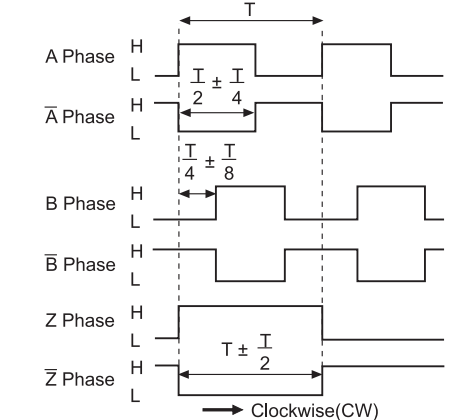 T
A Phase H
L
T/2 ± T/4
A̅ Phase H
L
T/4 ± T/8
B Phase H
L
B̅ Phase H
L
Z Phase H
L
T ± T/2
Z̅ Phase H
L
Clockwise(CW)